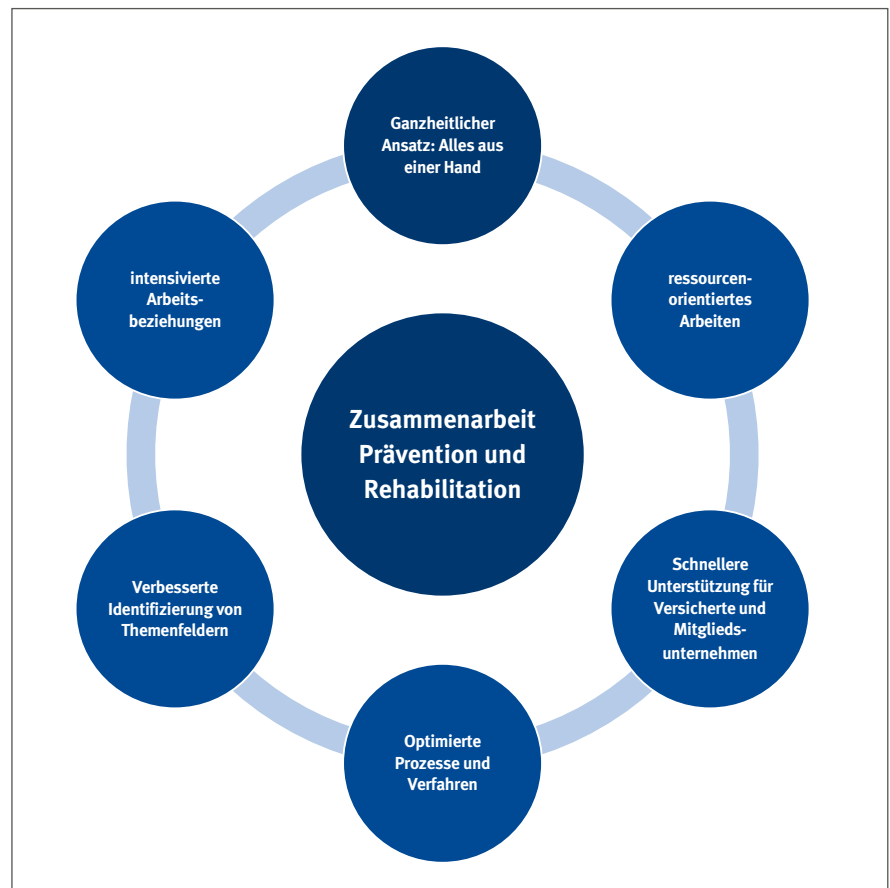 Ganzheitlicher
Ansatz: Alles aus
einer Hand
ressourcen-
orientiertes
Arbeiten
Schnellere
Unterstützung für
Versicherte und
Mitglieds-
unternehmen
Optimierte
Prozesse und
Verfahren
Verbesserte
Identifizierung von
Themenfeldern
intensivierte
Arbeits-
beziehungen
Zusammenarbeit
Prävention und
Rehabilitation